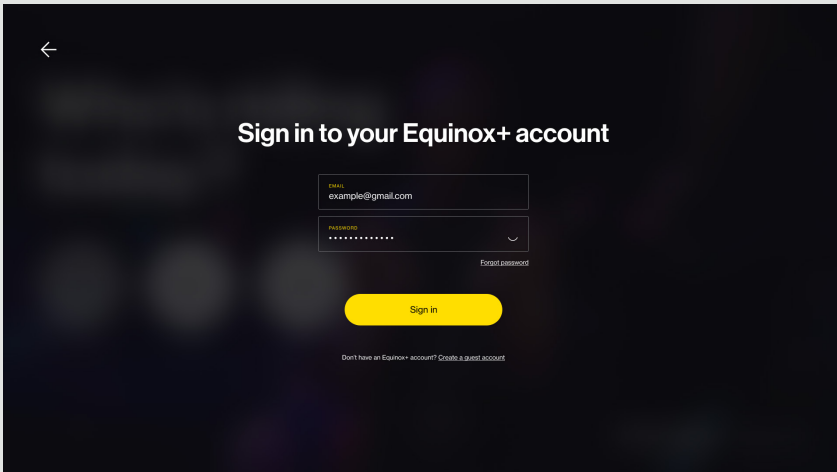 Sign in to your Equinox+ account
EMAIL
example@gmail.com
PASSWORD
•••••••••••••
Forgot password
Sign in
Don't have an Equinox+ account? Create a guest account